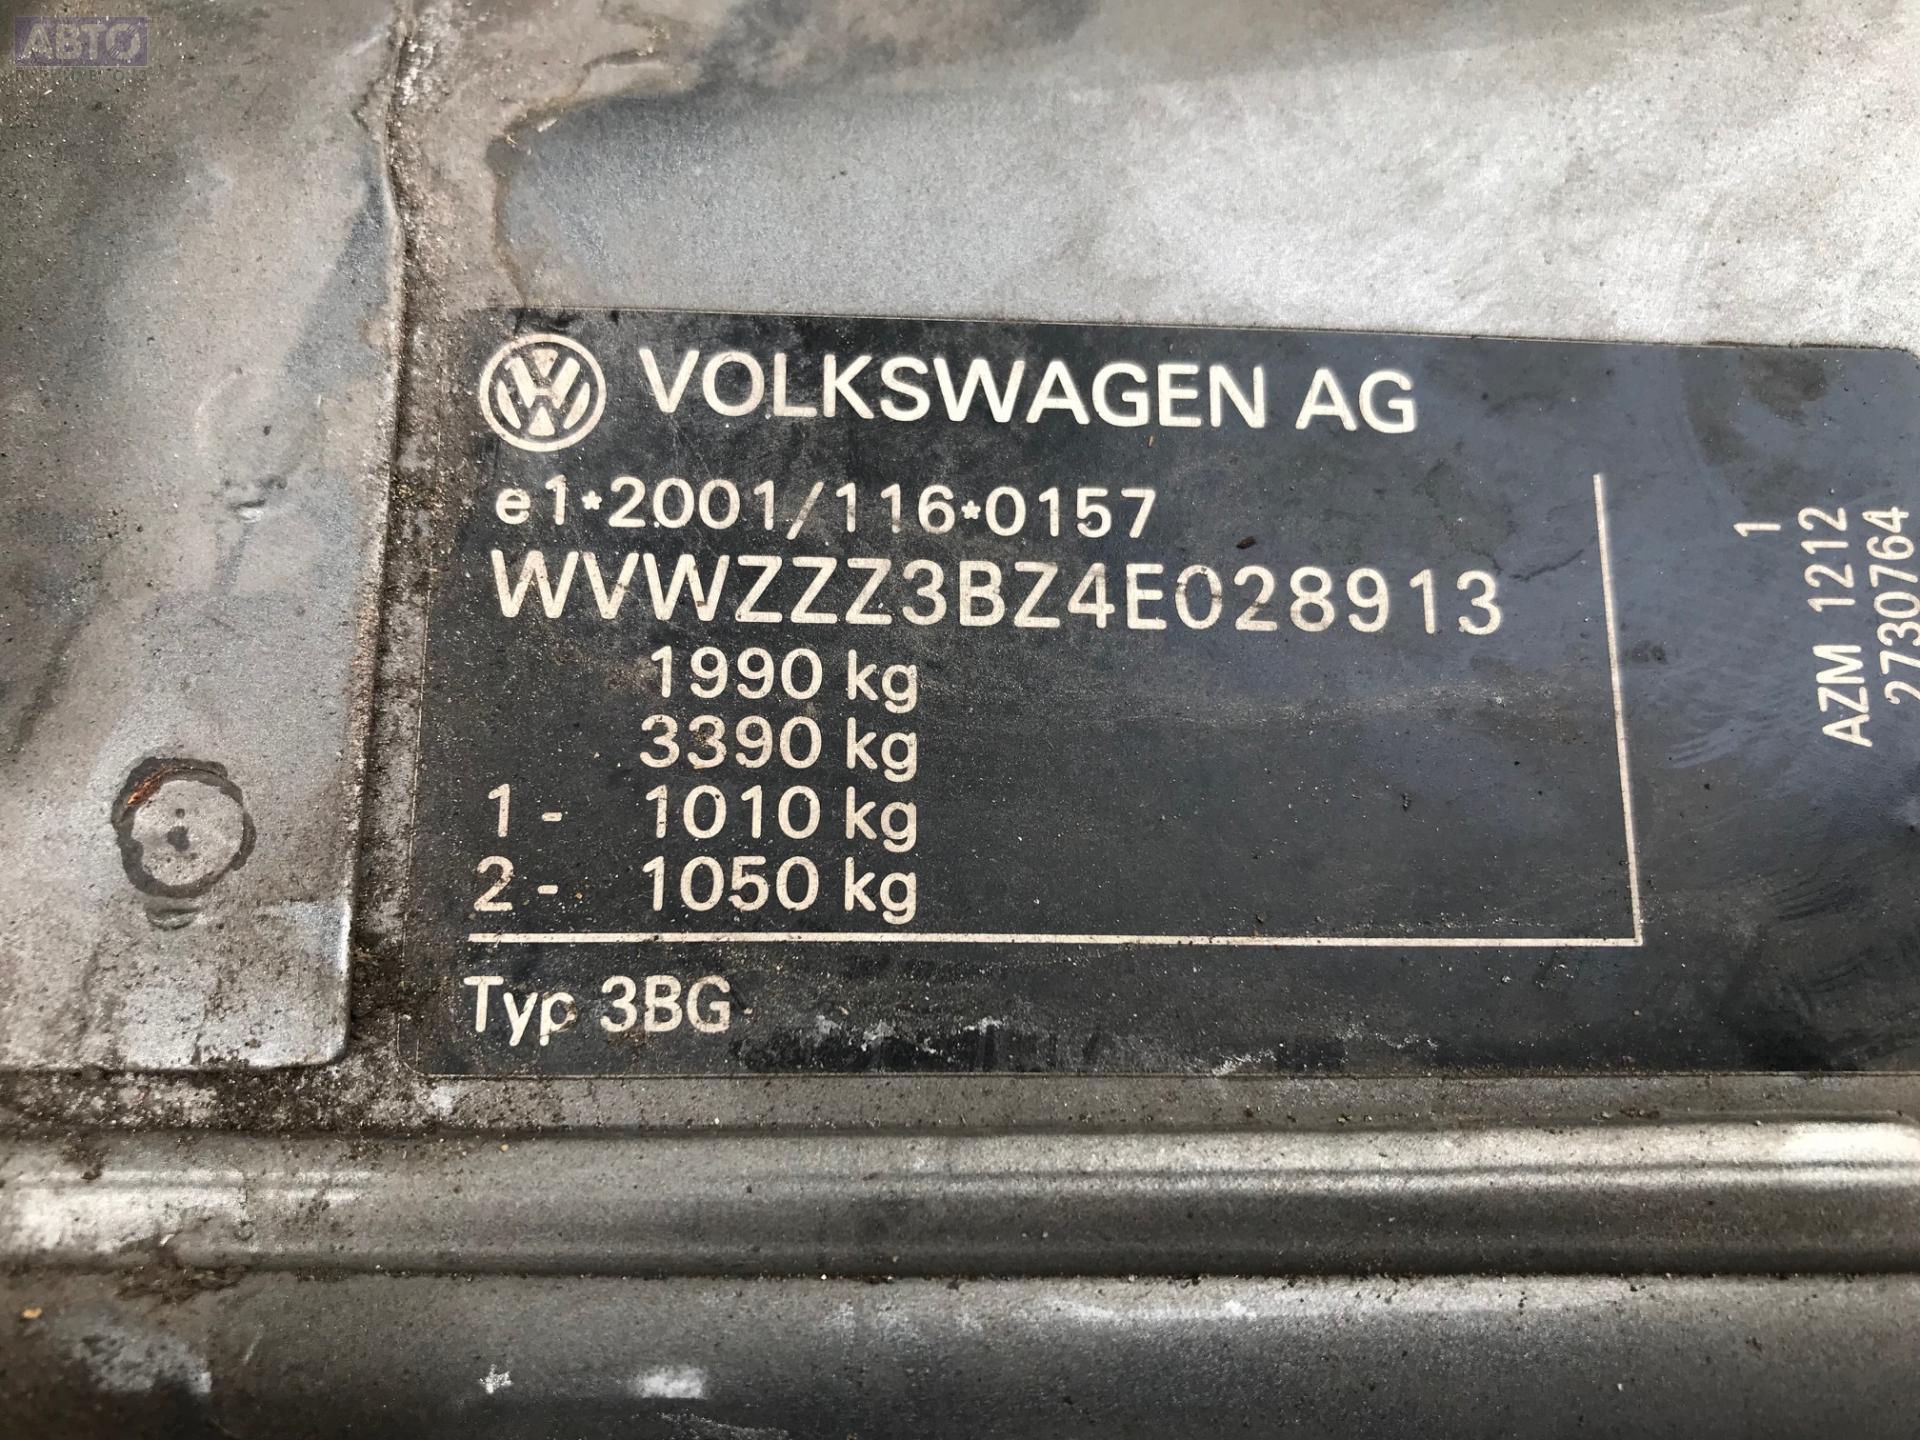 АВТО
VOLKSWAGEN AG
e1*2001/116*0157
WVWZZZ3BZ4E028913
1990 kg
3390 kg
1 - 1010 kg
2 - 1050 kg
Typ 3BG
1
AZM 1212
2730764